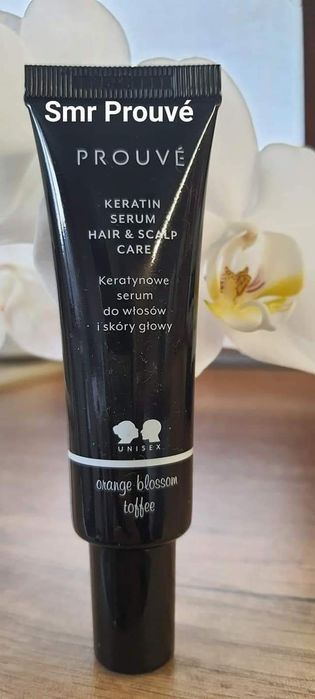 Smr Prouvé
PROUVÉ
KERATIN
SERUM
HAIR & SCALP
CARE
Keratynowe
serum
do włosów
i skóry głowy
UNISEX
orange blossom
toffee